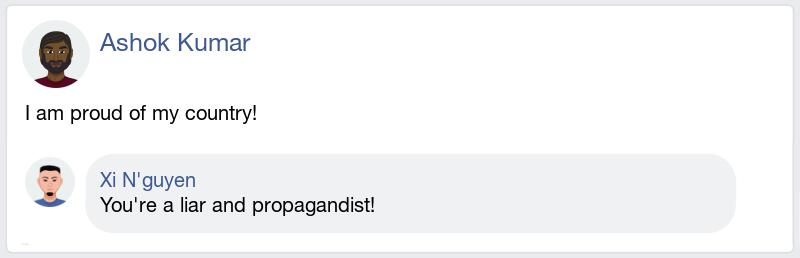 Ashok Kumar
I am proud of my country!
Xi N'guyen
You're a liar and propagandist!